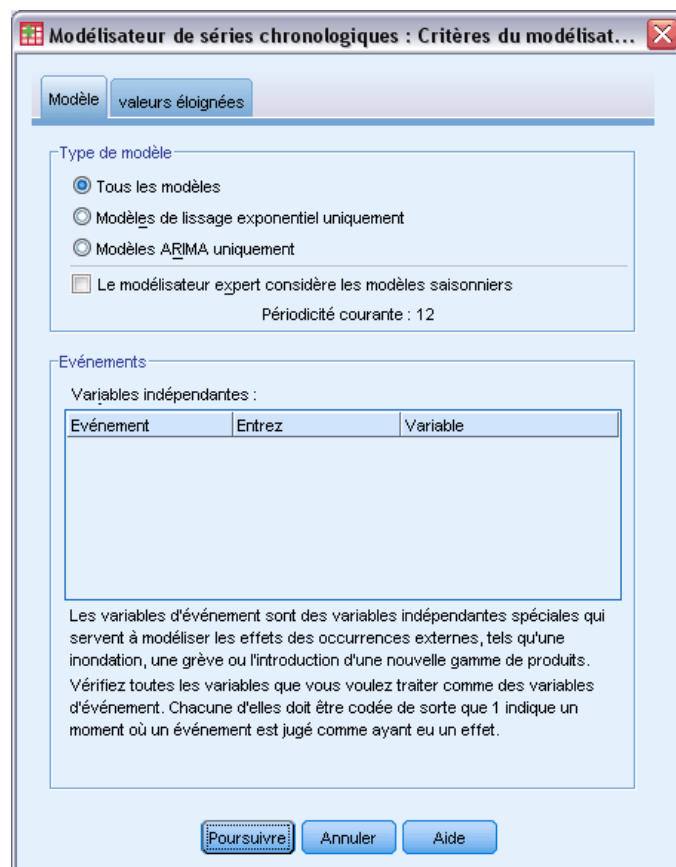 Modélisateur de séries chronologiques : Critères du modélisat...
Modèle
valeurs éloignées
Type de modèle
Tous les modèles
Modèles de lissage exponentiel uniquement
Modèles ARIMA uniquement
Le modélisateur expert considère les modèles saisonniers
Périodicité courante : 12
Evénements
Variables indépendantes :
Evénement Entrez Variable
Les variables d'événement sont des variables indépendantes spéciales qui
servent à modéliser les effets des occurrences externes, tels qu'une
inondation, une grève ou l'introduction d'une nouvelle gamme de produits.
Vérifiez toutes les variables que vous voulez traiter comme des variables
d'événement. Chacune d'elles doit être codée de sorte que 1 indique un
moment où un événement est jugé comme ayant eu un effet.
Poursuivre Annuler Aide